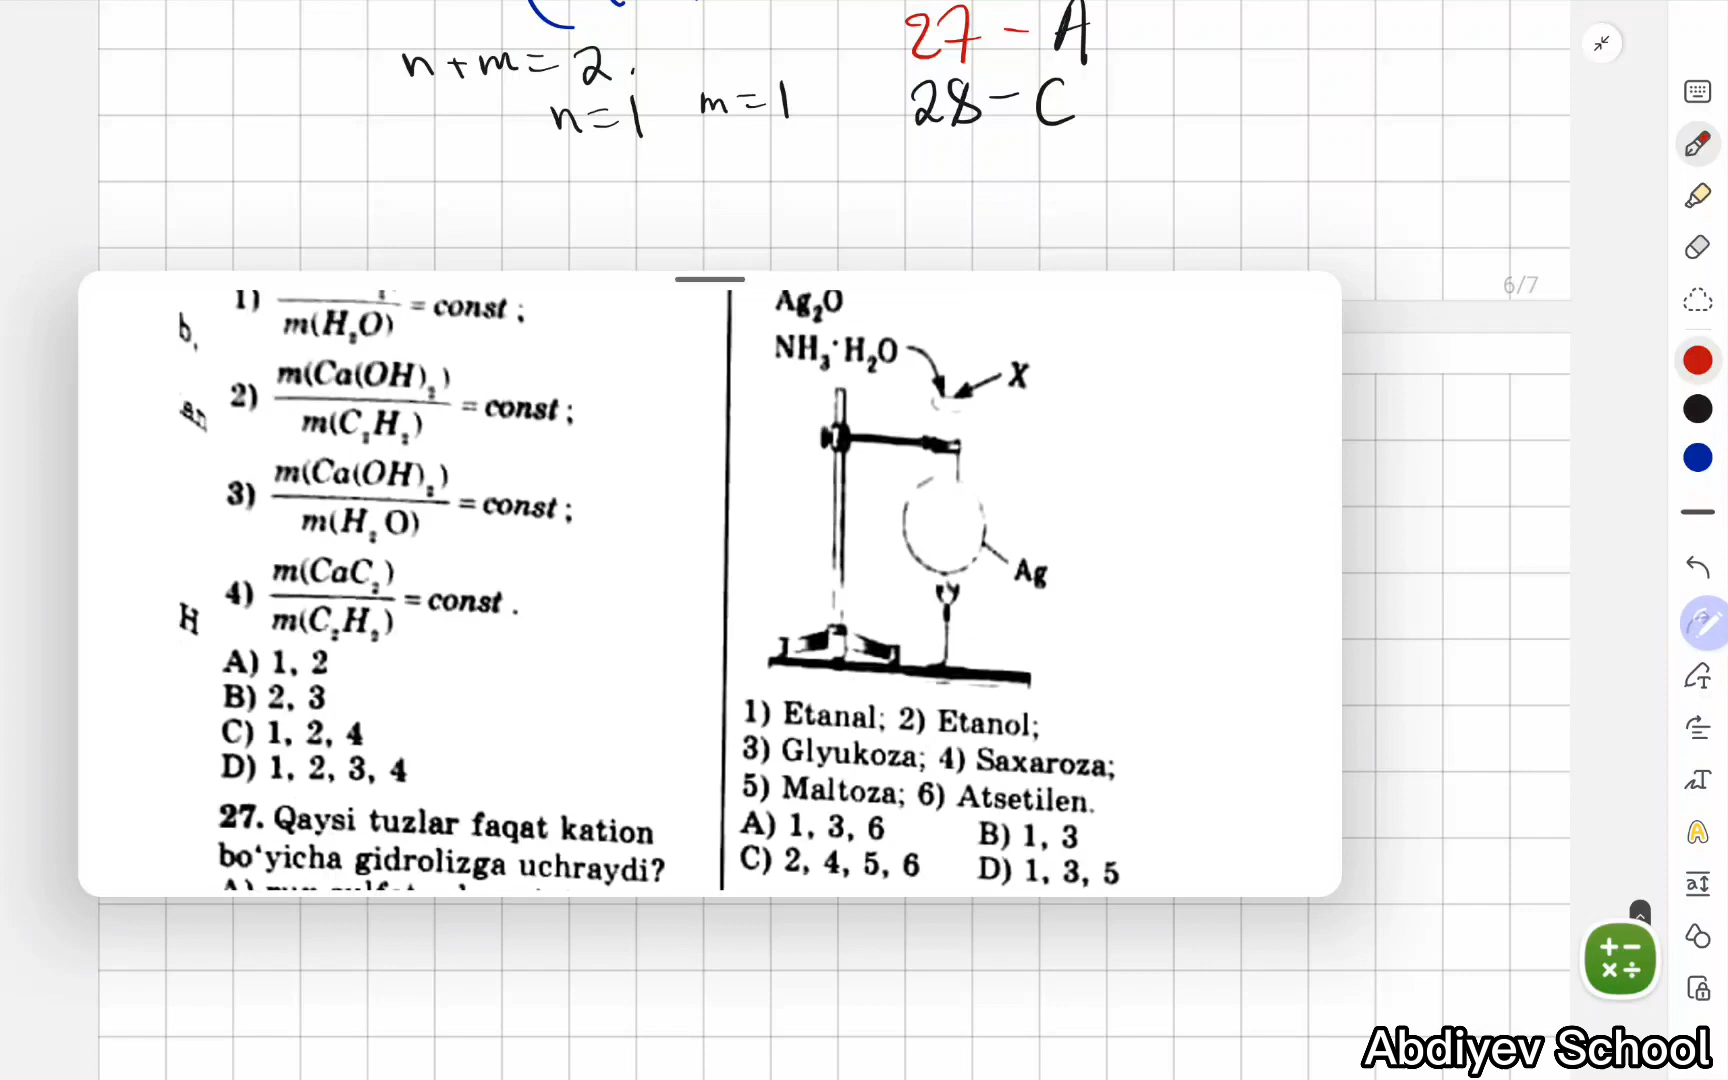 n+m=2.
n=1 m=1
27 - A
28 - C
6/7
1) m(H₂O) = const ;
2) m(Ca(OH)₂) / m(C₂H₂) = const ;
3) m(Ca(OH)₂) / m(H₂O) = const ;
4) m(CaC₂) / m(C₂H₂) = const .
A) 1, 2
B) 2, 3
C) 1, 2, 4
D) 1, 2, 3, 4
27. Qaysi tuzlar faqat kation
bo‘yicha gidrolizga uchraydi?
b,
an
H
Ag₂O
NH₃·H₂O
X
Ag
1) Etanal; 2) Etanol;
3) Glyukoza; 4) Saxaroza;
5) Maltoza; 6) Atsetilen.
A) 1, 3, 6 B) 1, 3
C) 2, 4, 5, 6 D) 1, 3, 5
Abdiyev School